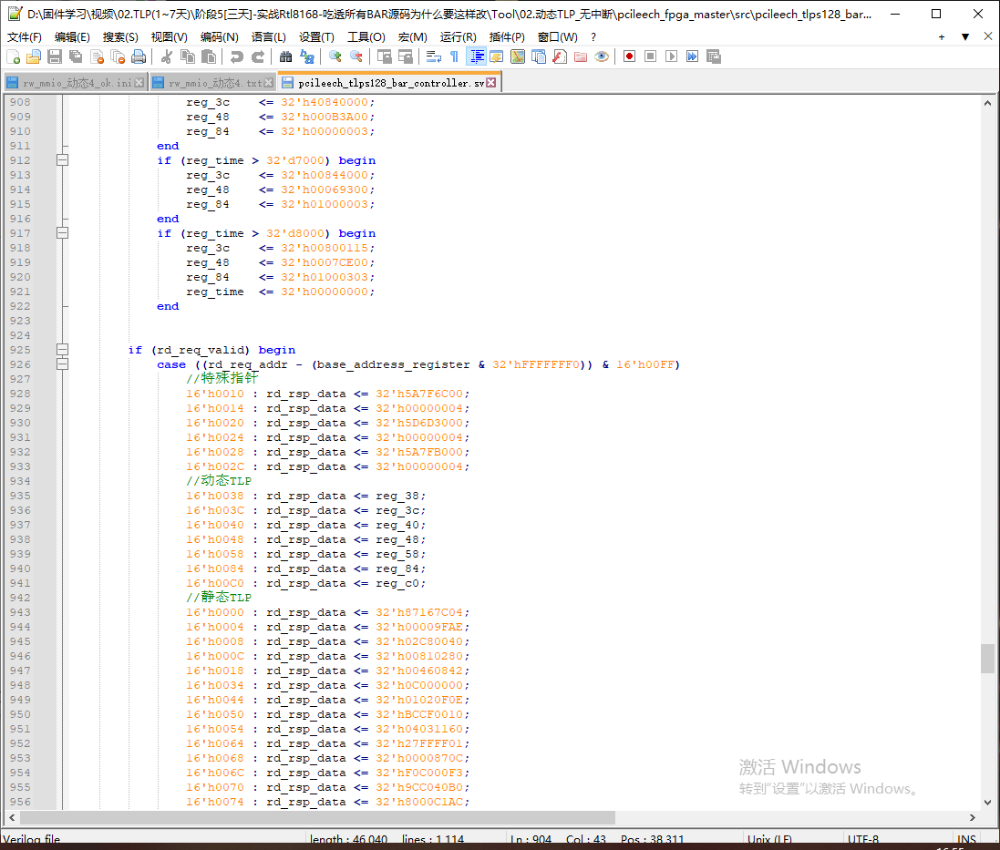 D:\固件学习\视频\02.TLP(1~7天)\阶段5[三天]-实战Rtl8168-吃透所有BAR源码为什么要这样改\Tool\02.动态TLP_无中断\pcileech_fpga_master\src\pcileech_tlps128_bar...
文件(F) 编辑(E) 搜索(S) 视图(V) 编码(N) 语言(L) 设置(T) 工具(O) 宏(M) 运行(R) 插件(P) 窗口(W) ?
rw_mmio_动态4_ok.ini rw_mmio_动态4.txt pcileech_tlps128_bar_controller.sv
908 reg_3c <= 32'h40840000;
909 reg_48 <= 32'h000B3A00;
910 reg_84 <= 32'h00000003;
911 end
912 if (reg_time > 32'd7000) begin
913 reg_3c <= 32'h00844000;
914 reg_48 <= 32'h00069300;
915 reg_84 <= 32'h01000003;
916 end
917 if (reg_time > 32'd8000) begin
918 reg_3c <= 32'h00800115;
919 reg_48 <= 32'h0007CE00;
920 reg_84 <= 32'h01000303;
921 reg_time <= 32'h00000000;
922 end
923
924
925 if (rd_req_valid) begin
926 case ((rd_req_addr - (base_address_register & 32'hFFFFFFF0)) & 16'h00FF)
927 //特殊指针
928 16'h0010 : rd_rsp_data <= 32'h5A7F6C00;
929 16'h0014 : rd_rsp_data <= 32'h00000004;
930 16'h0020 : rd_rsp_data <= 32'h5D6D3000;
931 16'h0024 : rd_rsp_data <= 32'h00000004;
932 16'h0028 : rd_rsp_data <= 32'h5A7FB000;
933 16'h002C : rd_rsp_data <= 32'h00000004;
934 //动态TLP
935 16'h0038 : rd_rsp_data <= reg_38;
936 16'h003C : rd_rsp_data <= reg_3c;
937 16'h0040 : rd_rsp_data <= reg_40;
938 16'h0048 : rd_rsp_data <= reg_48;
939 16'h0058 : rd_rsp_data <= reg_58;
940 16'h0084 : rd_rsp_data <= reg_84;
941 16'h00C0 : rd_rsp_data <= reg_c0;
942 //静态TLP
943 16'h0000 : rd_rsp_data <= 32'h87167C04;
944 16'h0004 : rd_rsp_data <= 32'h00009FAE;
945 16'h0008 : rd_rsp_data <= 32'h02C80040;
946 16'h000C : rd_rsp_data <= 32'h00810280;
947 16'h0018 : rd_rsp_data <= 32'h00460842;
948 16'h0034 : rd_rsp_data <= 32'h0C000000;
949 16'h0044 : rd_rsp_data <= 32'h01020F0E;
950 16'h0050 : rd_rsp_data <= 32'hBCCF0010;
951 16'h0054 : rd_rsp_data <= 32'h04031160;
952 16'h0064 : rd_rsp_data <= 32'h27FFFF01;
953 16'h0068 : rd_rsp_data <= 32'h0000870C;
954 16'h006C : rd_rsp_data <= 32'hF0C000F3;
955 16'h0070 : rd_rsp_data <= 32'h9CC040B0;
956 16'h0074 : rd_rsp_data <= 32'h8000C1AC;
激活 Windows
转到“设置”以激活 Windows。
Verilog file length : 46,040 lines : 1,114 Ln : 904 Col : 43 Pos : 38,311 Unix (LF) UTF-8 INS